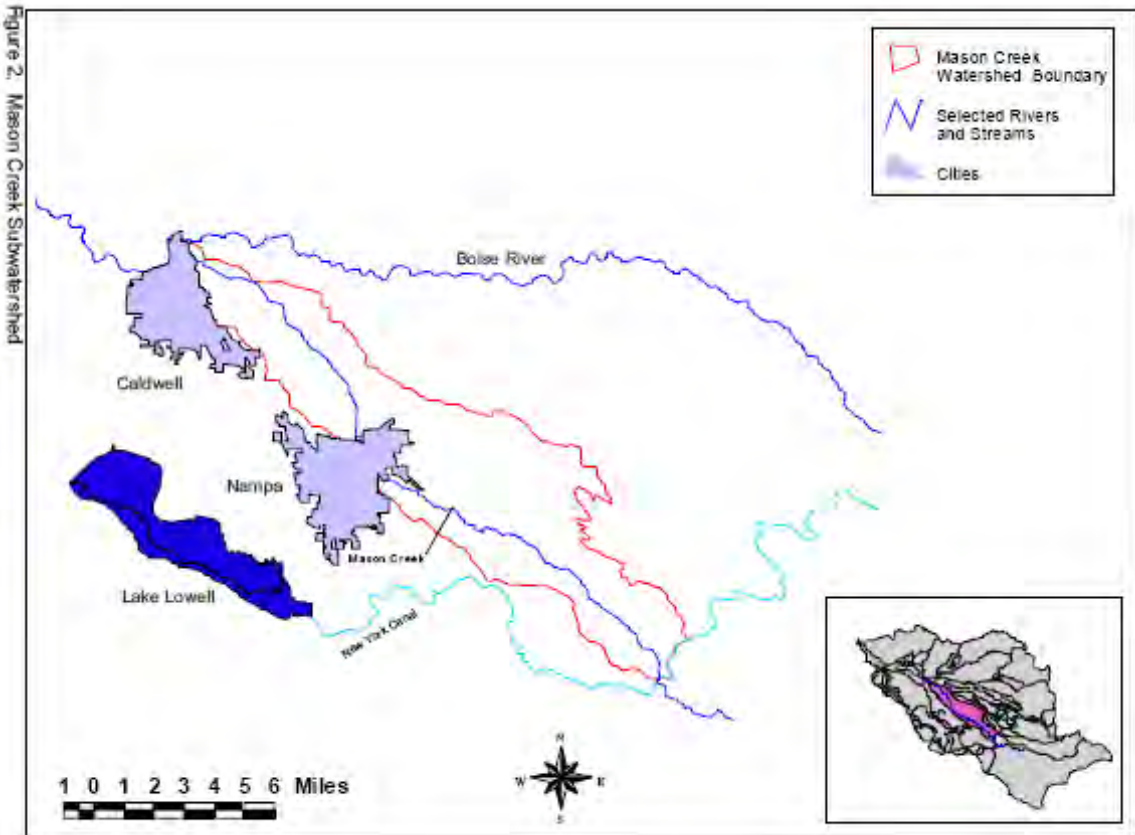 Figure 2. Mason Creek Subwatershed
Mason Creek
Watershed Boundary
Selected Rivers
and Streams
Cities
Boise River
Caldwell
Nampa
Mason Creek
Lake Lowell
New York Canal
N
W E
S
1 0 1 2 3 4 5 6 Miles